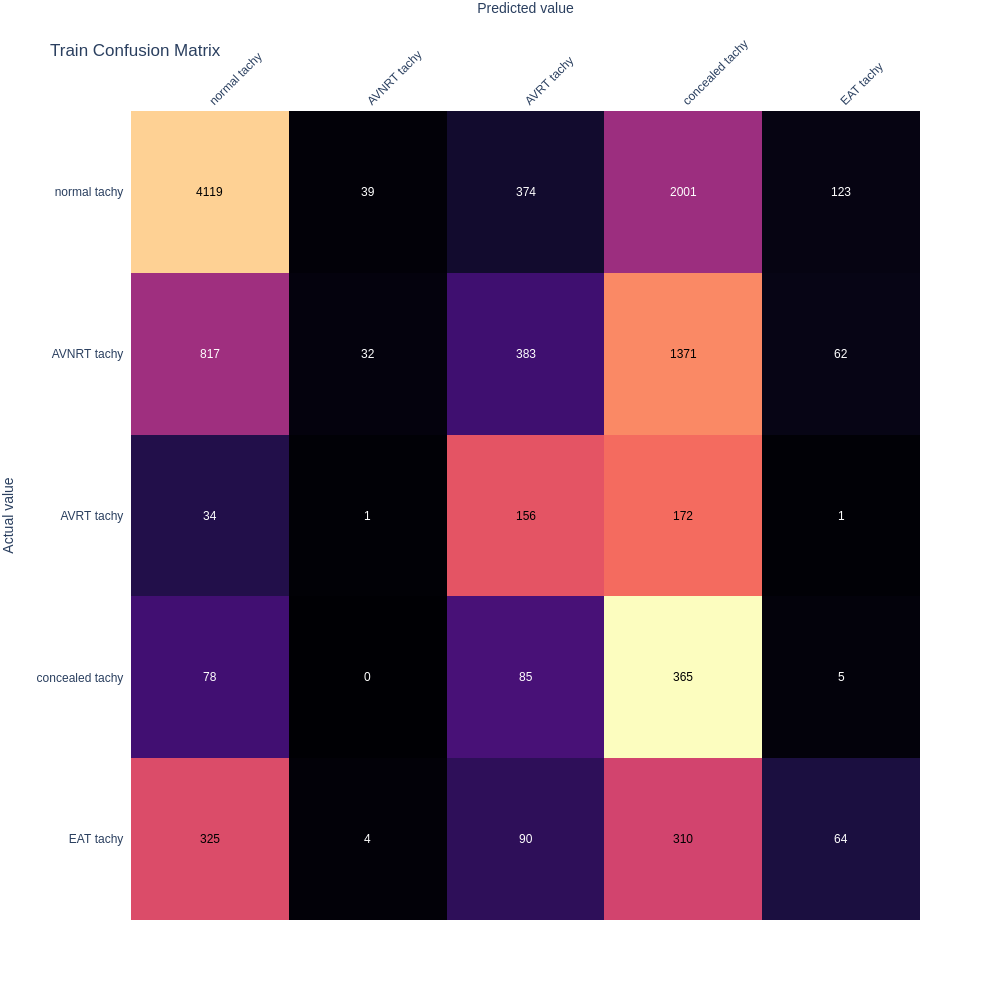 Predicted value
Train Confusion Matrix
normal tachy
AVNRT tachy
AVRT tachy
concealed tachy
EAT tachy
normal tachy 4119 39 374 2001 123
AVNRT tachy 817 32 383 1371 62
Actual value
AVRT tachy 34 1 156 172 1
concealed tachy 78 0 85 365 5
EAT tachy 325 4 90 310 64